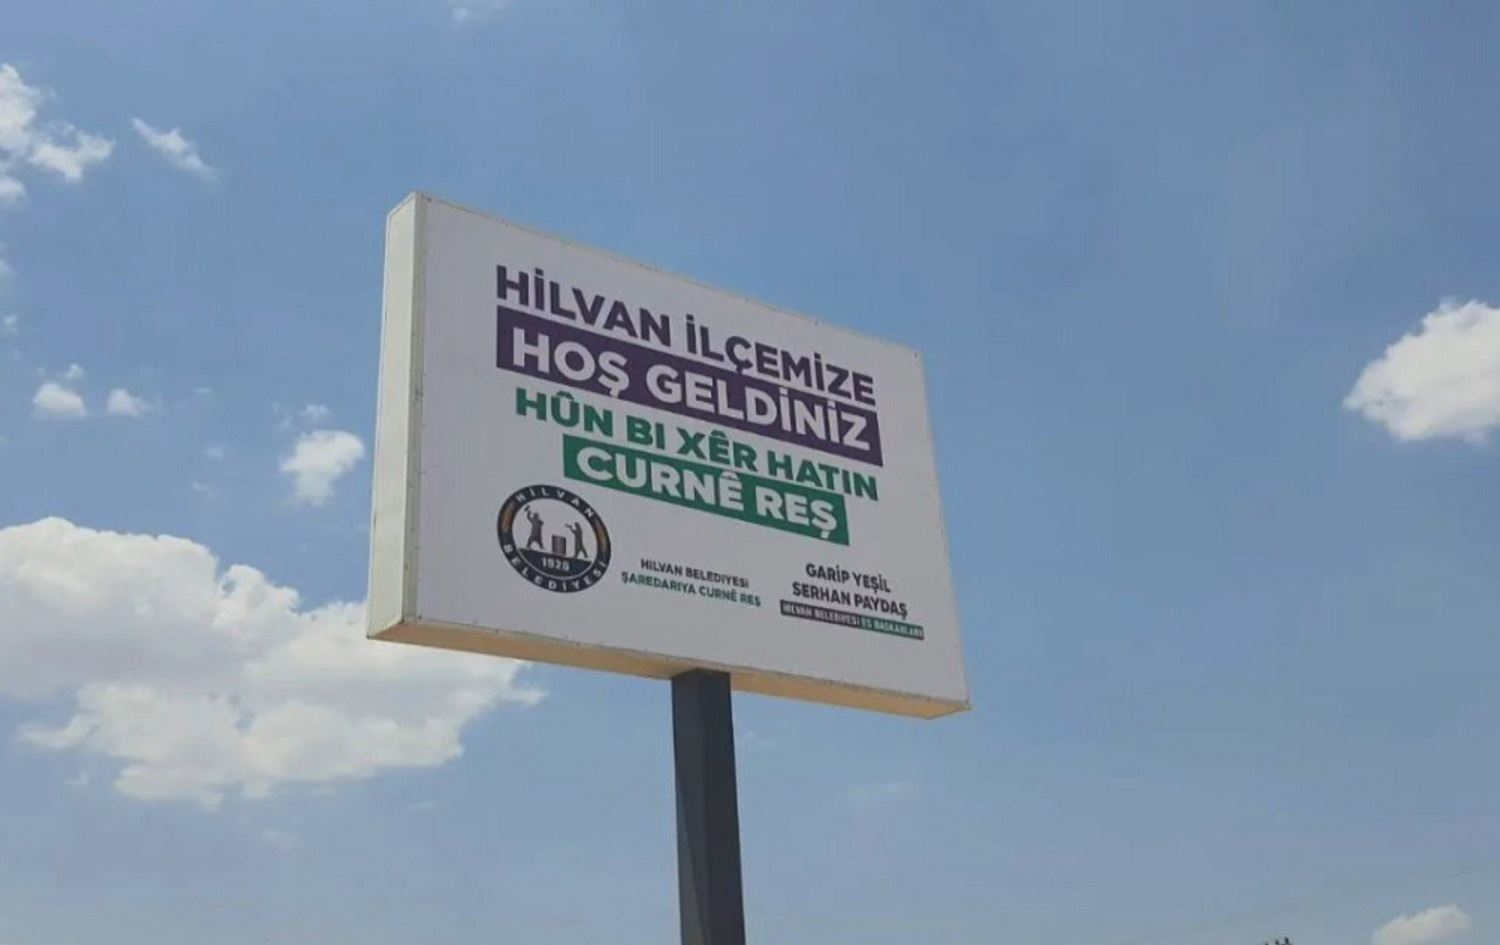 HİLVAN İLÇEMİZE
HOŞ GELDİNİZ
HÛN BI XÊR HATIN
CURNÊ REŞ
HİLVAN
1926
BELEDİYESİ
HİLVAN BELEDİYESİ
ŞAREDARIYA CURNÊ REŞ
GARİP YEŞİL
SERHAN PAYDAŞ
HİLVAN BELEDİYESİ EŞ BAŞKANLARI